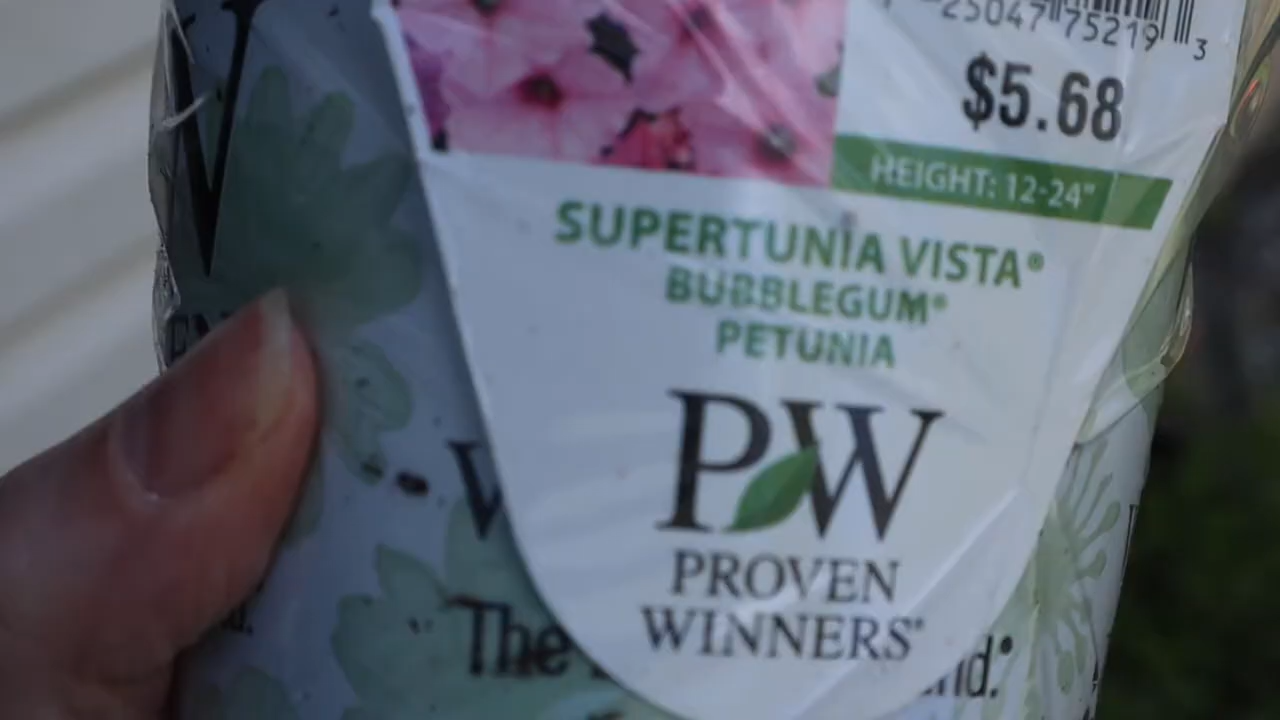 25047 75219 3
$5.68
HEIGHT: 12-24"
SUPERTUNIA VISTA®
BUBBLEGUM®
PETUNIA
PW
PROVEN
WINNERS®
W
The